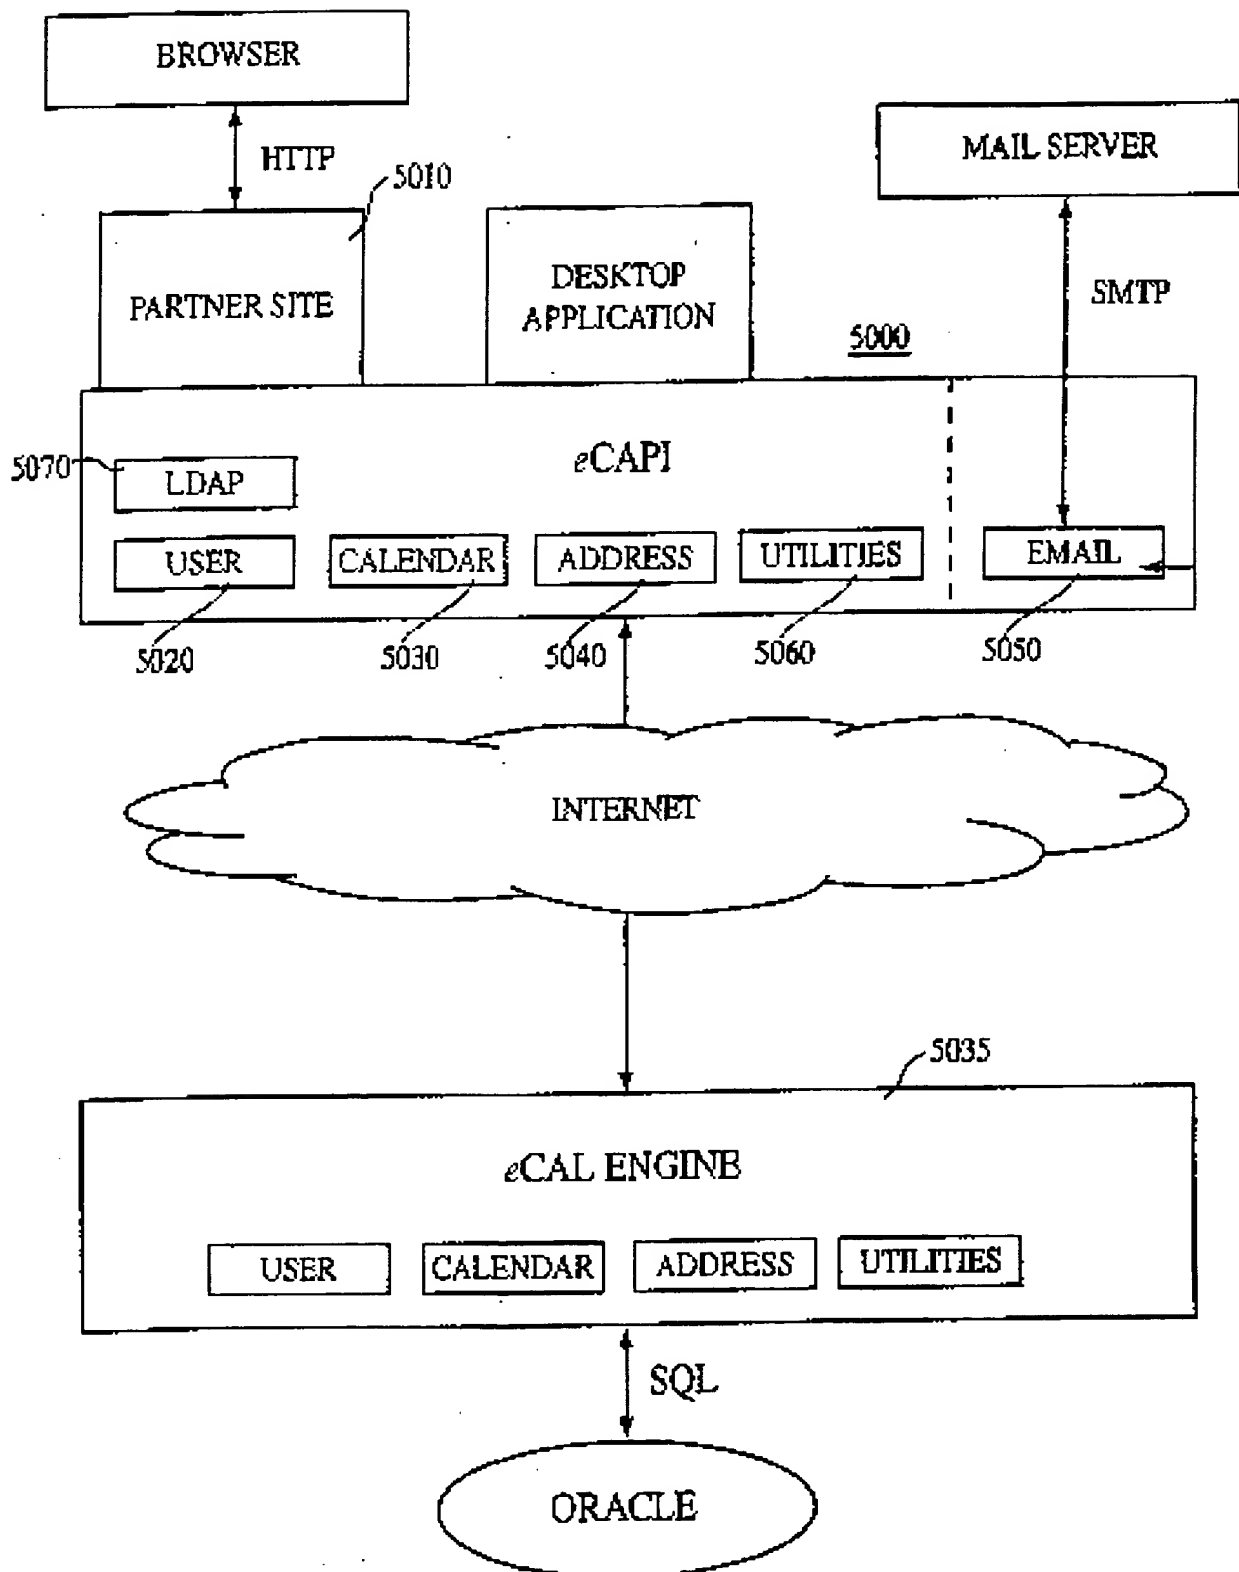 BROWSER
HTTP
MAIL SERVER
5010
PARTNER SITE
DESKTOP
APPLICATION
SMTP
5000
eCAPI
5070
LDAP
USER
CALENDAR
ADDRESS
UTILITIES
EMAIL
5020
5030
5040
5060
5050
INTERNET
5035
eCAL ENGINE
USER
CALENDAR
ADDRESS
UTILITIES
SQL
ORACLE